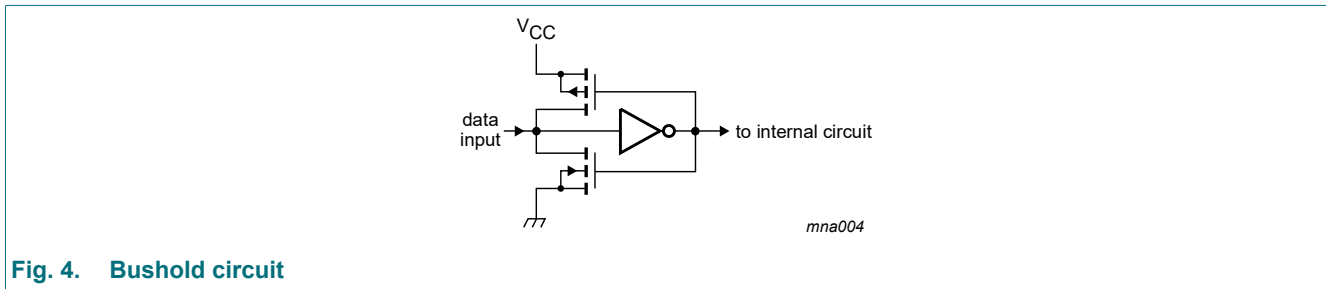 VCC
data
input
to internal circuit
mna004
Fig. 4. Bushold circuit